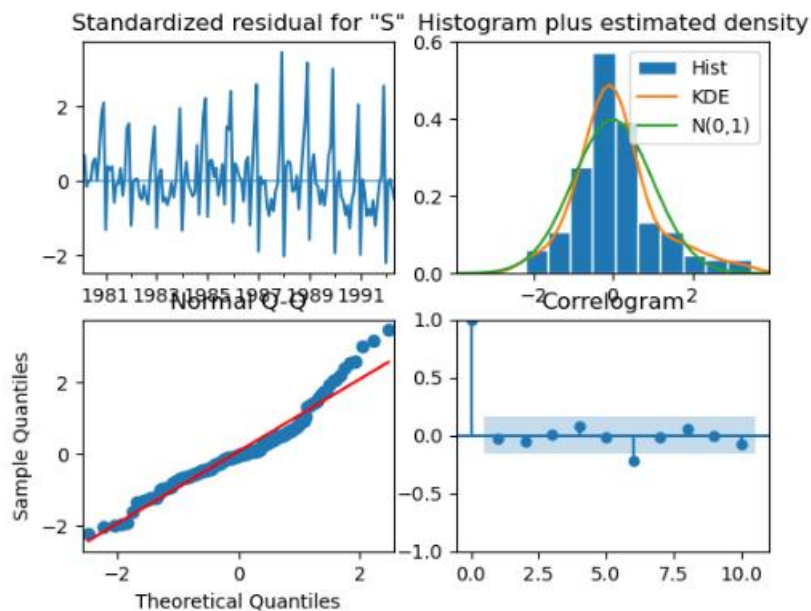 Standardized residual for "S"
Histogram plus estimated density
2
0
−2
1981 1983 1985 1987 1989 1991
0.6
0.4
0.2
0.0
Hist
KDE
N(0,1)
−2 0 2
Normal Q-Q
Correlogram
Sample Quantiles
2
0
−2
−2 0 2
Theoretical Quantiles
1.0
0.5
0.0
−0.5
−1.0
0.0 2.5 5.0 7.5 10.0